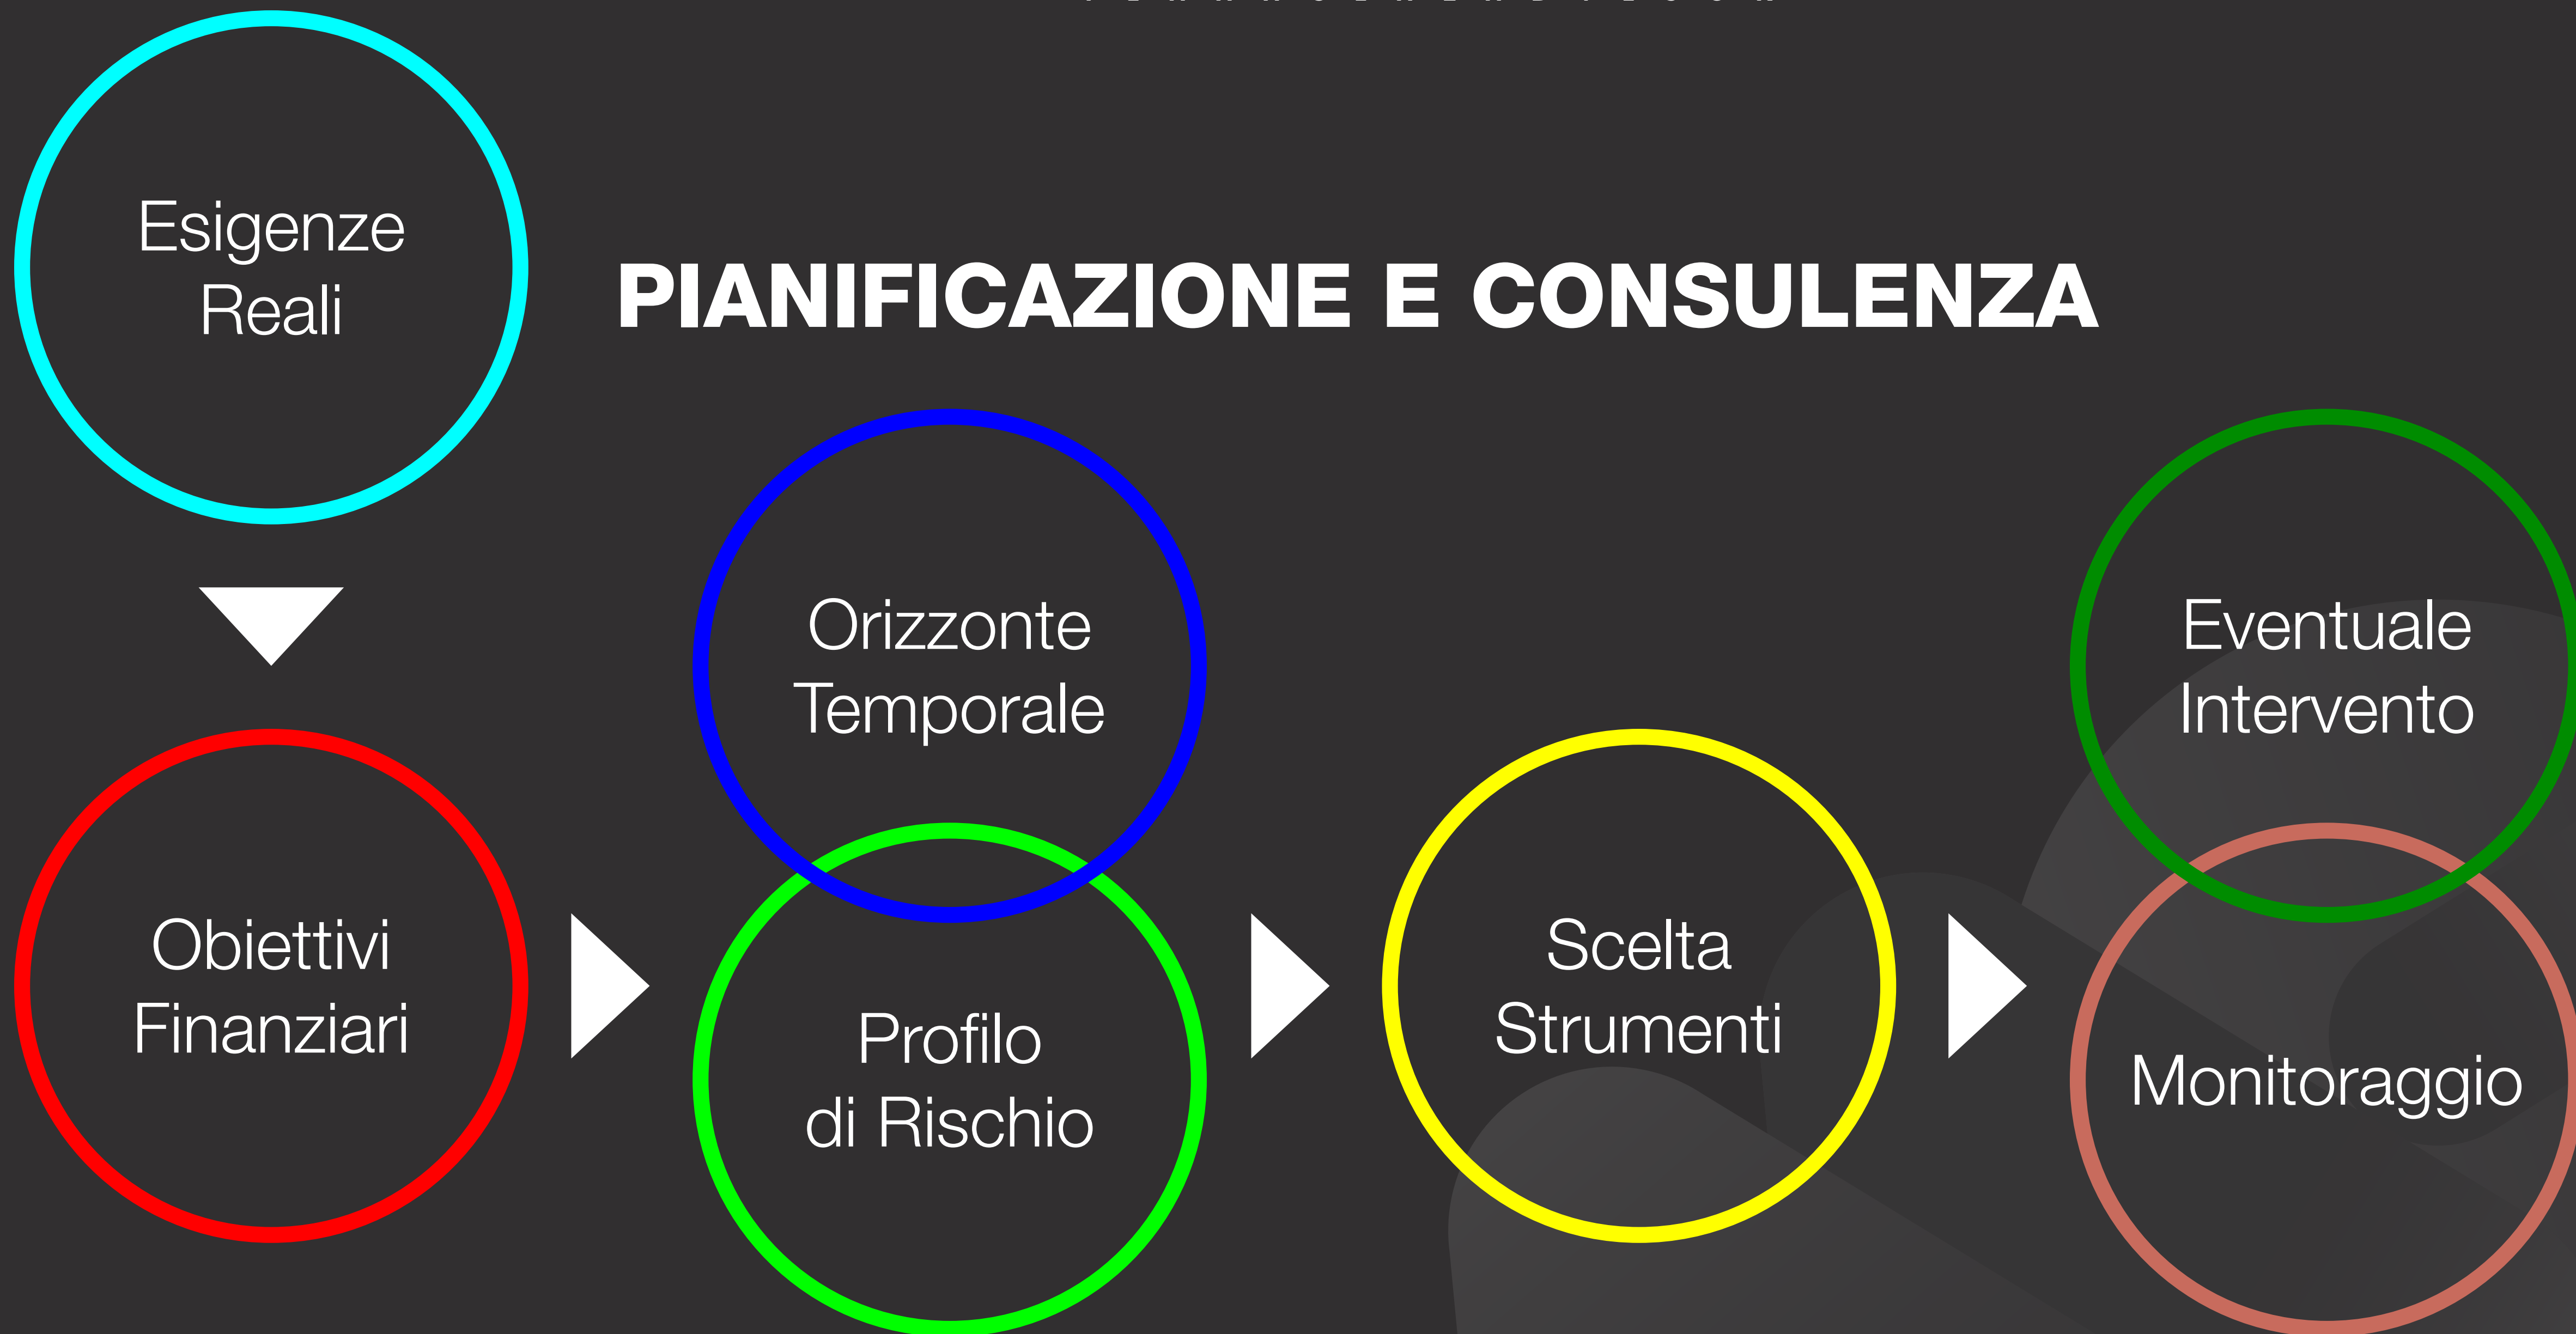 Esigenze
Reali
PIANIFICAZIONE E CONSULENZA
Orizzonte
Temporale
Eventuale
Intervento
Obiettivi
Finanziari
Profilo
di Rischio
Scelta
Strumenti
Monitoraggio